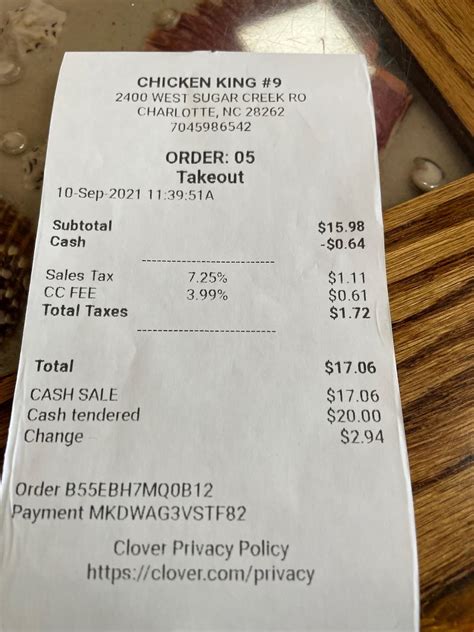 CHICKEN KING #9
2400 WEST SUGAR CREEK RO
CHARLOTTE, NC 28262
7045986542
ORDER: 05
Takeout
10-Sep-2021 11:39:51A
Subtotal $15.98
Cash -$0.64
Sales Tax 7.25% $1.11
CC FEE 3.99% $0.61
Total Taxes $1.72
Total $17.06
CASH SALE $17.06
Cash tendered $20.00
Change $2.94
Order B55EBH7MQ0B12
Payment MKDWAG3VSTF82
Clover Privacy Policy
https://clover.com/privacy